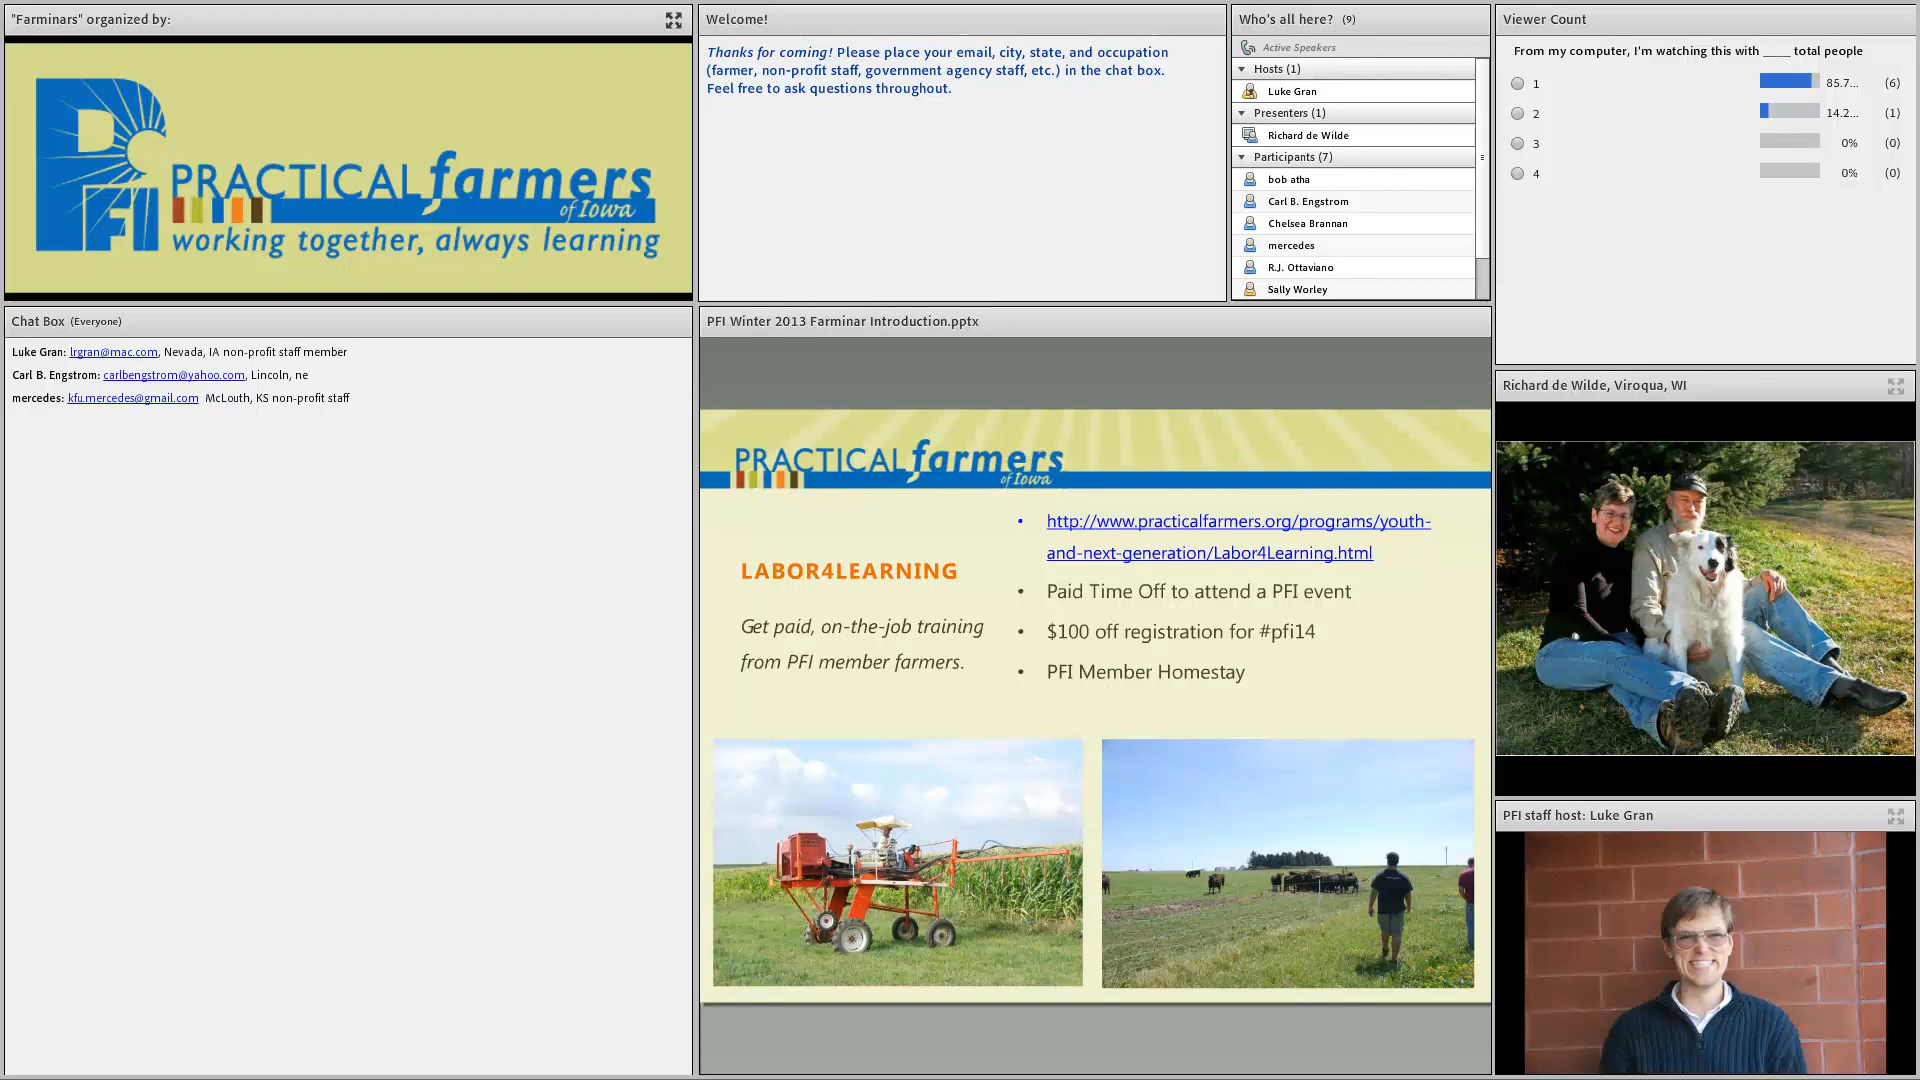 "Farminars" organized by:
PFI
PRACTICAL farmers
of Iowa
working together, always learning
Welcome!
Thanks for coming! Please place your email, city, state, and occupation
(farmer, non-profit staff, government agency staff, etc.) in the chat box.
Feel free to ask questions throughout.
Who's all here? (9)
Active Speakers
Hosts (1)
Luke Gran
Presenters (1)
Richard de Wilde
Participants (7)
bob atha
Carl B. Engstrom
Chelsea Brannan
mercedes
R.J. Ottaviano
Sally Worley
Viewer Count
From my computer, I'm watching this with ____ total people
1 85.7... (6)
2 14.2... (1)
3 0% (0)
4 0% (0)
Chat Box (Everyone)
Luke Gran: lrgran@mac.com, Nevada, IA non-profit staff member
Carl B. Engstrom: carlbengstrom@yahoo.com, Lincoln, ne
mercedes: kfu.mercedes@gmail.com McLouth, KS non-profit staff
PFI Winter 2013 Farminar Introduction.pptx
PRACTICAL farmers
of Iowa
LABOR4LEARNING
Get paid, on-the-job training
from PFI member farmers.
• http://www.practicalfarmers.org/programs/youth-
and-next-generation/Labor4Learning.html
• Paid Time Off to attend a PFI event
• $100 off registration for #pfi14
• PFI Member Homestay
Richard de Wilde, Viroqua, WI
PFI staff host: Luke Gran